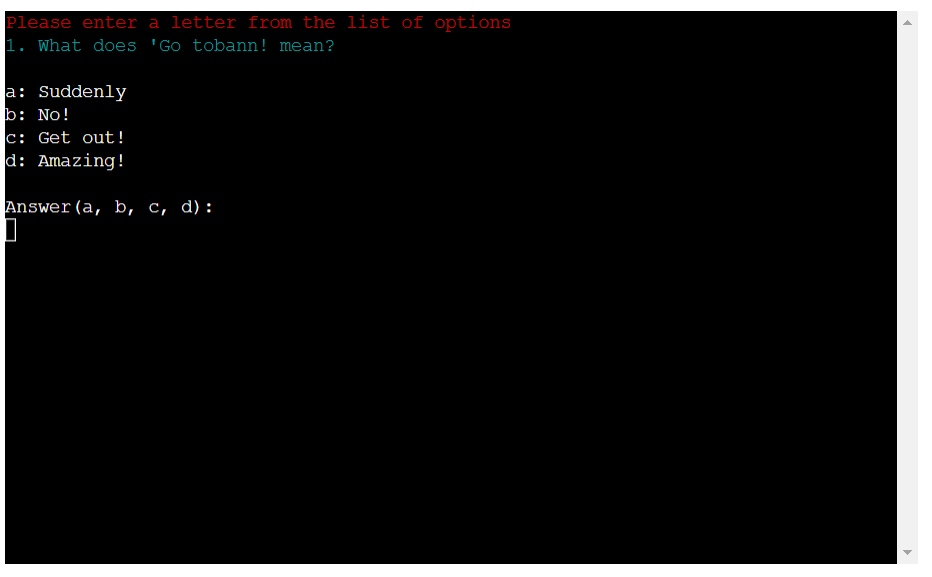 Please enter a letter from the list of options
1. What does 'Go tobann! mean?
a: Suddenly
b: No!
c: Get out!
d: Amazing!
Answer(a, b, c, d):